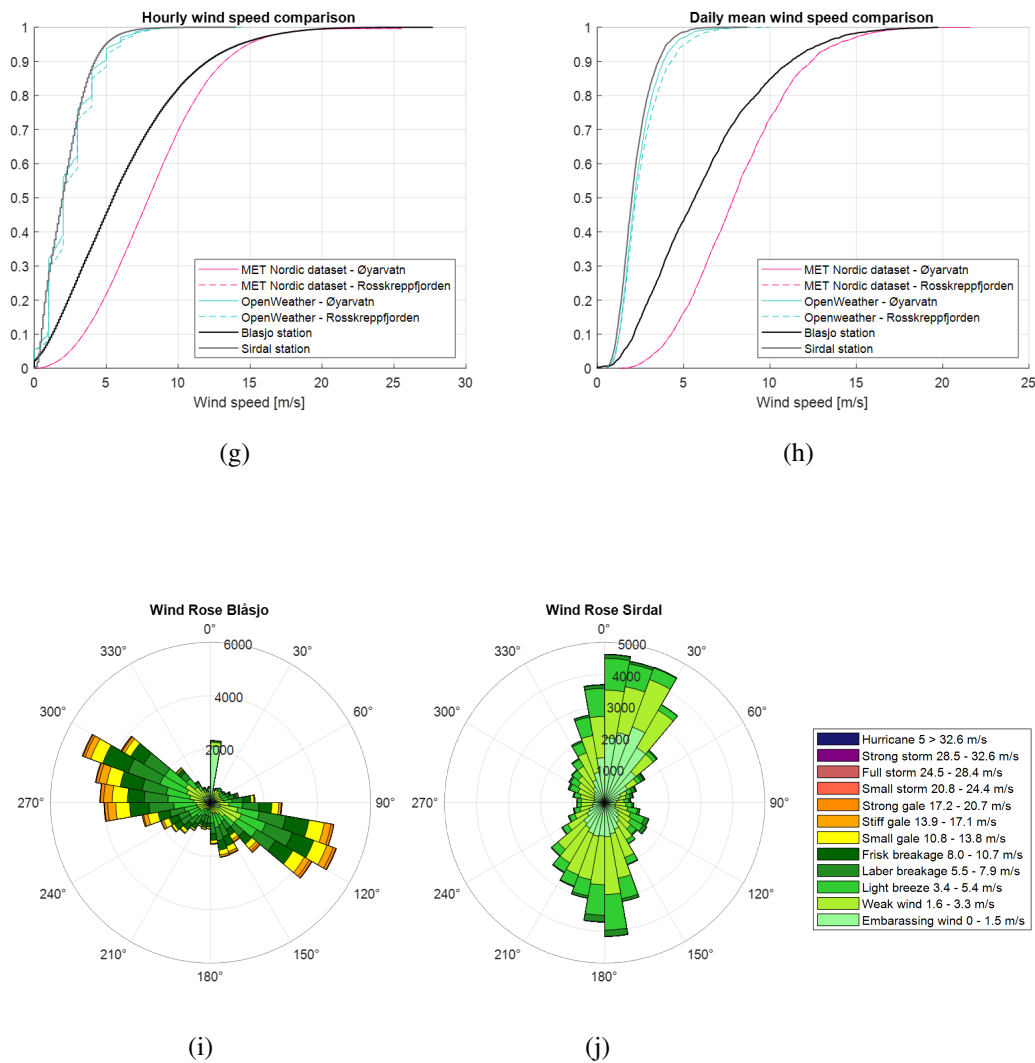 Hourly wind speed comparison
1
0.9
0.8
0.7
0.6
0.5
0.4
0.3
0.2
0.1
0
MET Nordic dataset - Øyarvatn
MET Nordic dataset - Rosskreppfjorden
OpenWeather - Øyarvatn
OpenWeather - Rosskreppfjorden
Blasjo station
Sirdal station
0 5 10 15 20 25 30
Wind speed [m/s]
(g)
Daily mean wind speed comparison
1
0.9
0.8
0.7
0.6
0.5
0.4
0.3
0.2
0.1
0
MET Nordic dataset - Øyarvatn
MET Nordic dataset - Rosskreppfjorden
OpenWeather - Øyarvatn
Openweather - Rosskreppfjorden
Blasjo station
Sirdal station
0 5 10 15 20 25
Wind speed [m/s]
(h)
Wind Rose Blåsjo
0°
30°
60°
90°
120°
150°
180°
210°
240°
270°
300°
330°
6000
4000
2000
0
(i)
Wind Rose Sirdal
0°
30°
60°
90°
120°
150°
180°
210°
240°
270°
300°
330°
5000
4000
3000
2000
1000
0
(j)
Hurricane 5 > 32.6 m/s
Strong storm 28.5 - 32.6 m/s
Full storm 24.5 - 28.4 m/s
Small storm 20.8 - 24.4 m/s
Strong gale 17.2 - 20.7 m/s
Stiff gale 13.9 - 17.1 m/s
Small gale 10.8 - 13.8 m/s
Frisk breakage 8.0 - 10.7 m/s
Laber breakage 5.5 - 7.9 m/s
Light breeze 3.4 - 5.4 m/s
Weak wind 1.6 - 3.3 m/s
Embarassing wind 0 - 1.5 m/s